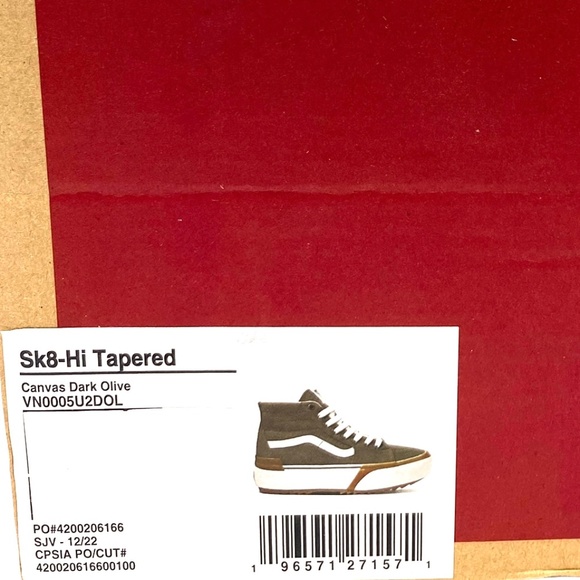 Sk8-Hi Tapered
Canvas Dark Olive
VN0005U2DOL
PO#4200206166
SJV - 12/22
CPSIA PO/CUT#
420020616600100
1 96571 27157 1